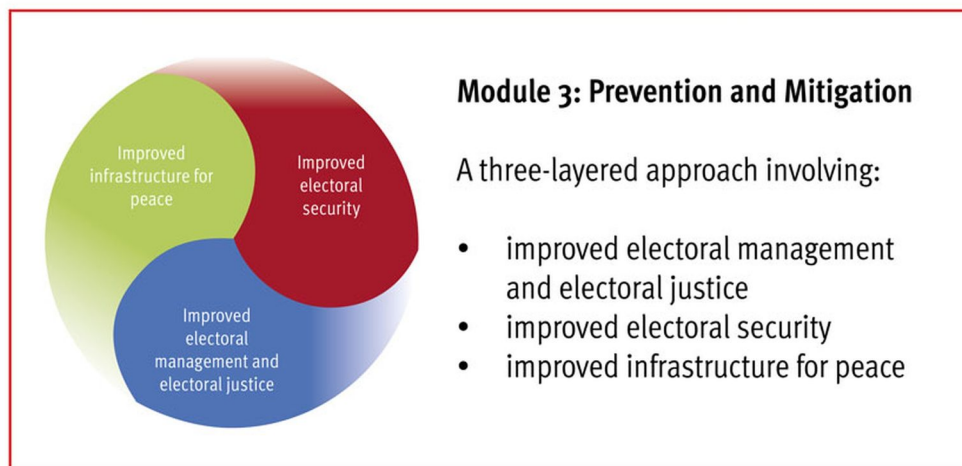 Improved
infrastructure for
peace
Improved
electoral
security
Improved
electoral
management and
electoral justice
Module 3: Prevention and Mitigation
A three-layered approach involving:
• improved electoral management
and electoral justice
• improved electoral security
• improved infrastructure for peace